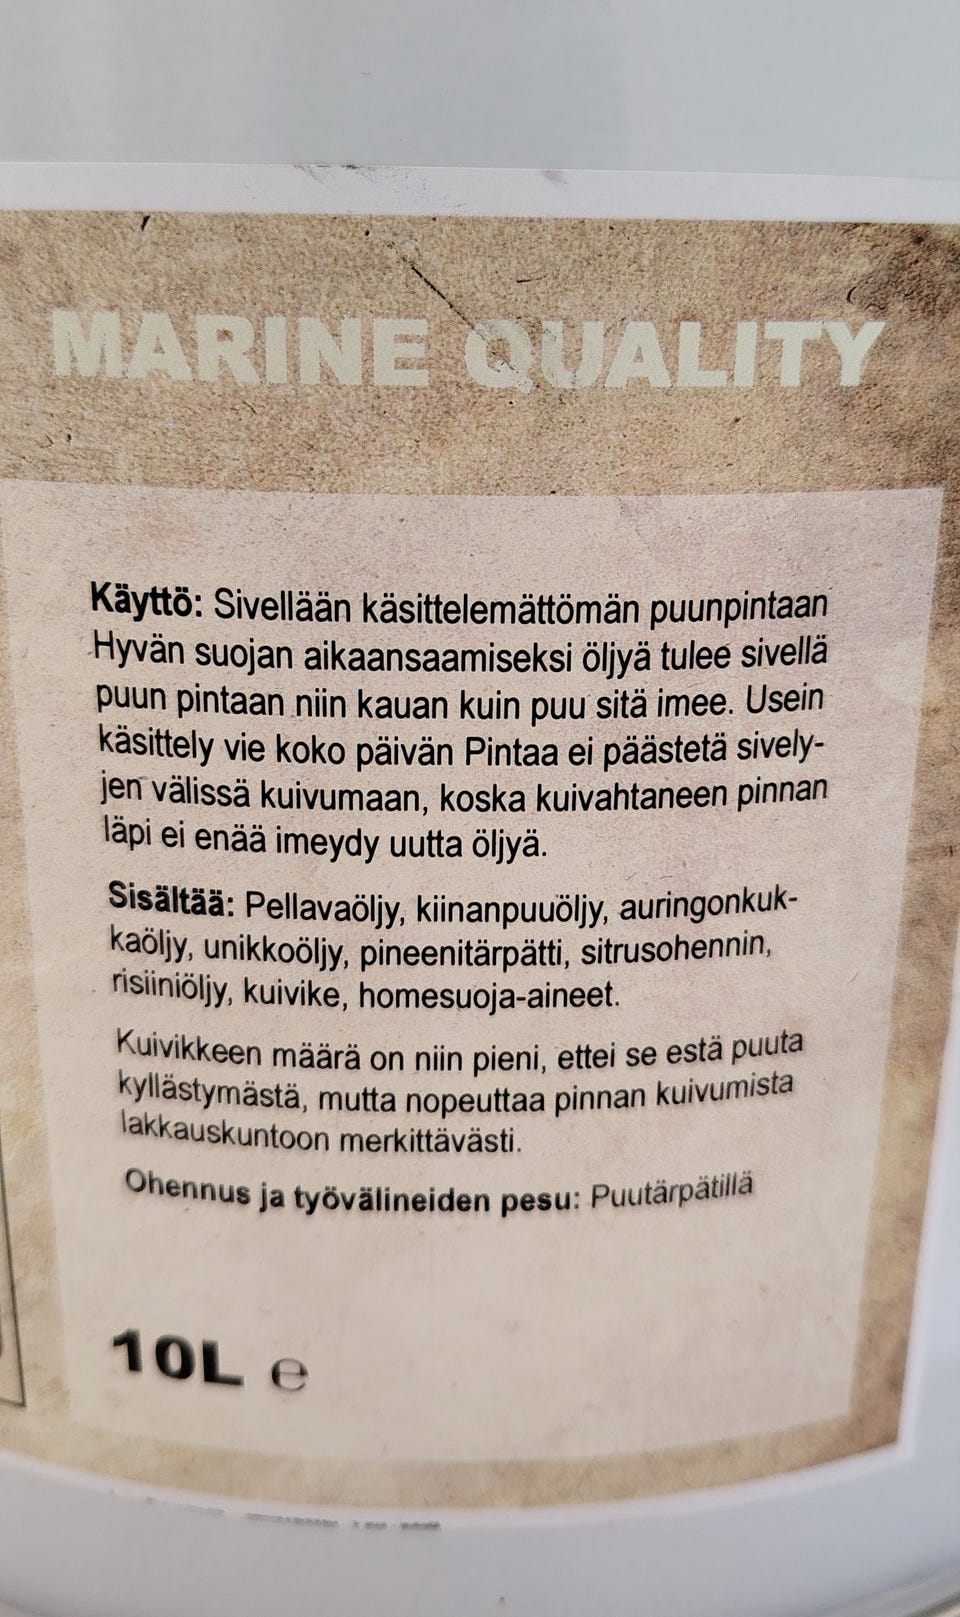 MARINE QUALITY
Käyttö: Sivellään käsittelemättömän puunpintaan
Hyvän suojan aikaansaamiseksi öljyä tulee sivellä
puun pintaan niin kauan kuin puu sitä imee. Usein
käsittely vie koko päivän Pintaa ei päästetä sively-
jen välissä kuivumaan, koska kuivahtaneen pinnan
läpi ei enää imeydy uutta öljyä.
Sisältää: Pellavaöljy, kiinanpuuöljy, auringonkuk-
kaöljy, unikkoöljy, pineenitärpätti, sitrusohennin,
risiiniöljy, kuivike, homesuoja-aineet.
Kuivikkeen määrä on niin pieni, ettei se estä puuta
kyllästymästä, mutta nopeuttaa pinnan kuivumista
lakkauskuntoon merkittävästi.
Ohennus ja työvälineiden pesu: Puutärpätillä
10L ℮